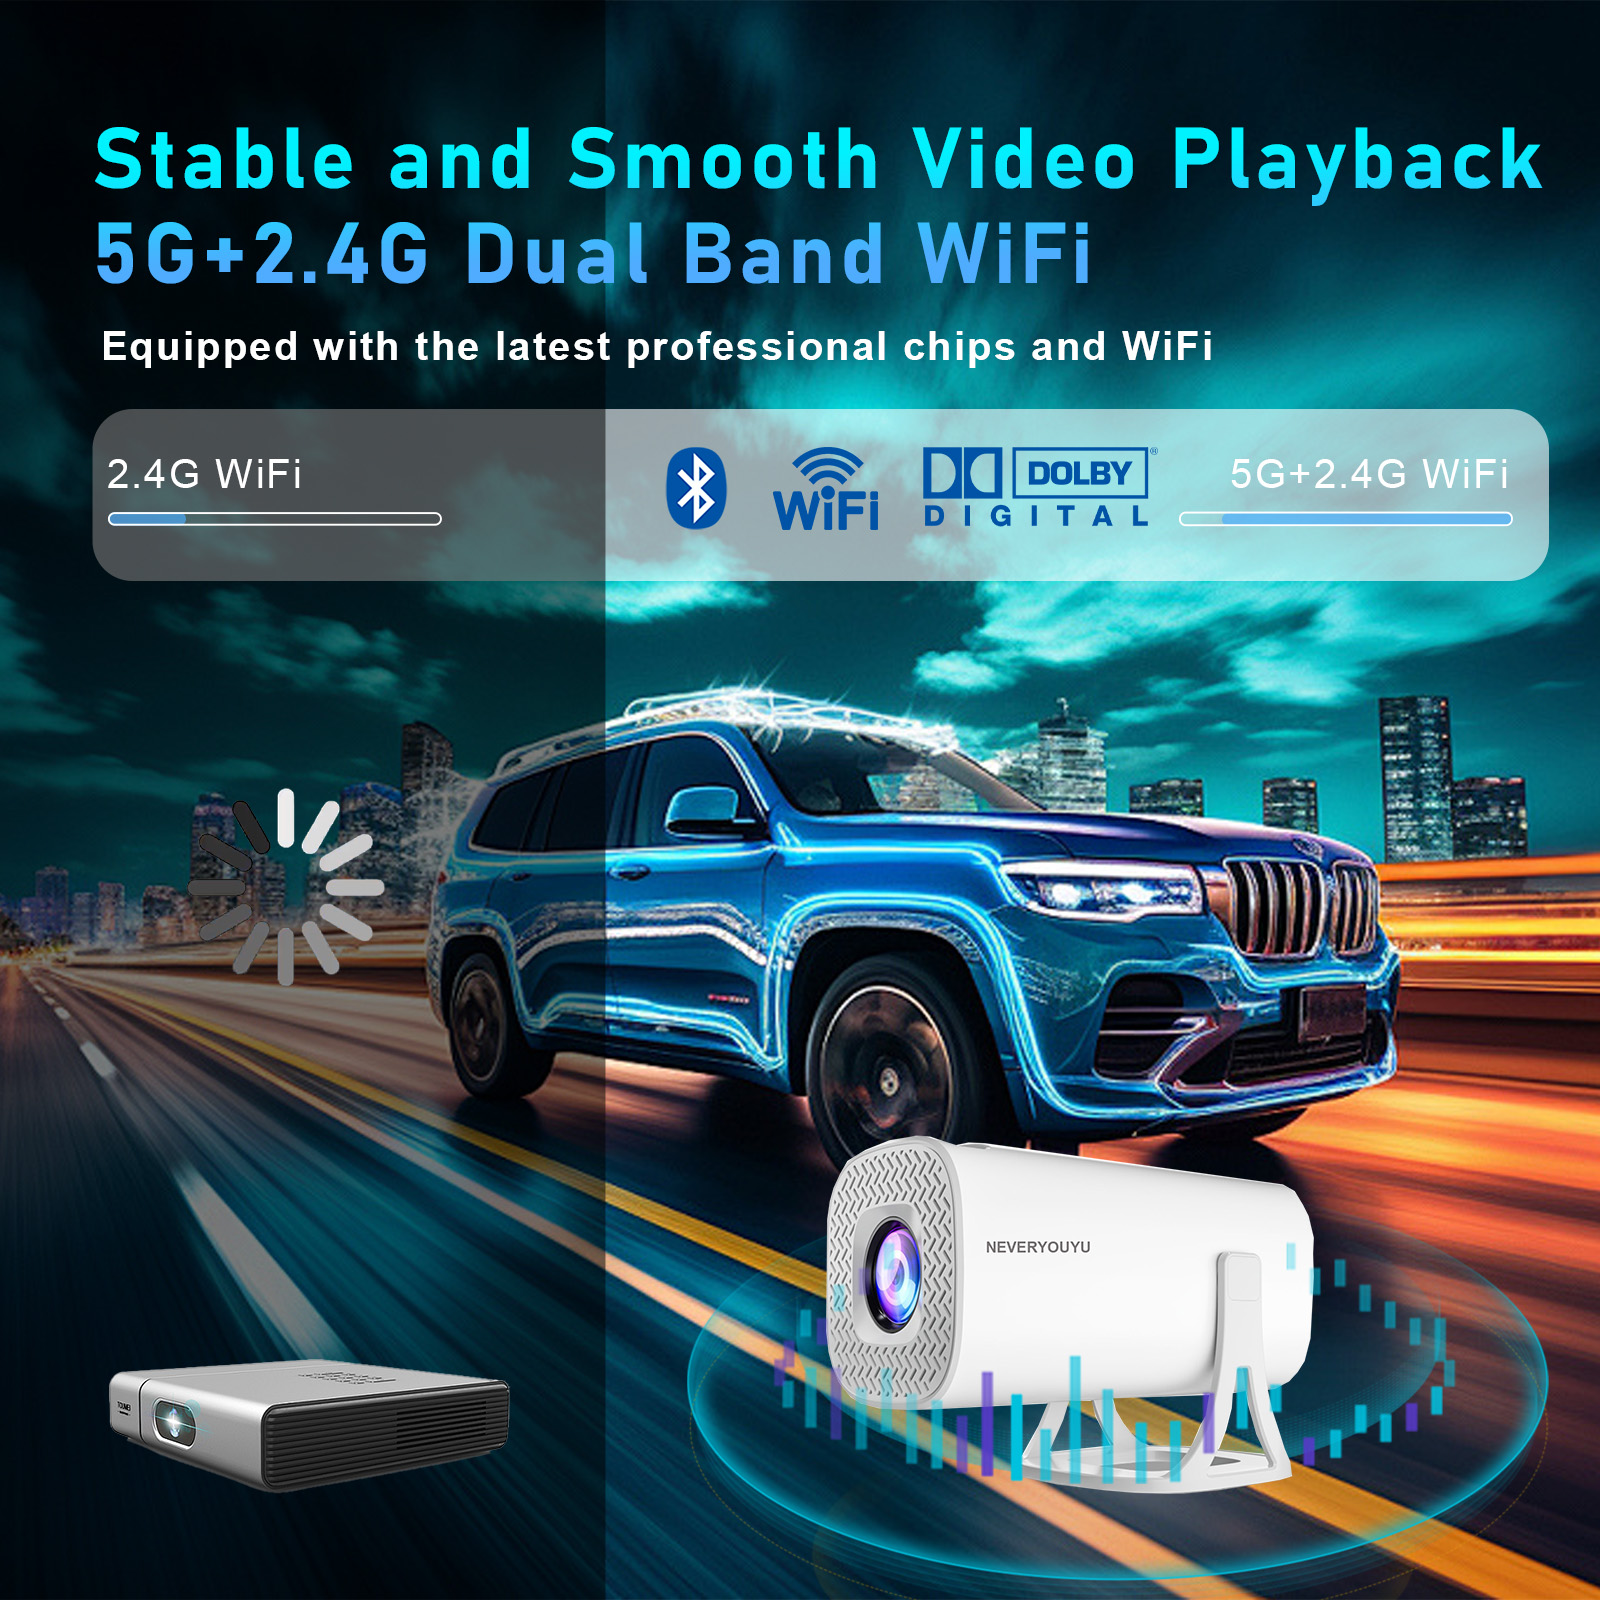 Stable and Smooth Video Playback
5G+2.4G Dual Band WiFi
Equipped with the latest professional chips and WiFi
2.4G WiFi
WiFi
DOLBY
®
DIGITAL
5G+2.4G WiFi
NEVERYOUYU